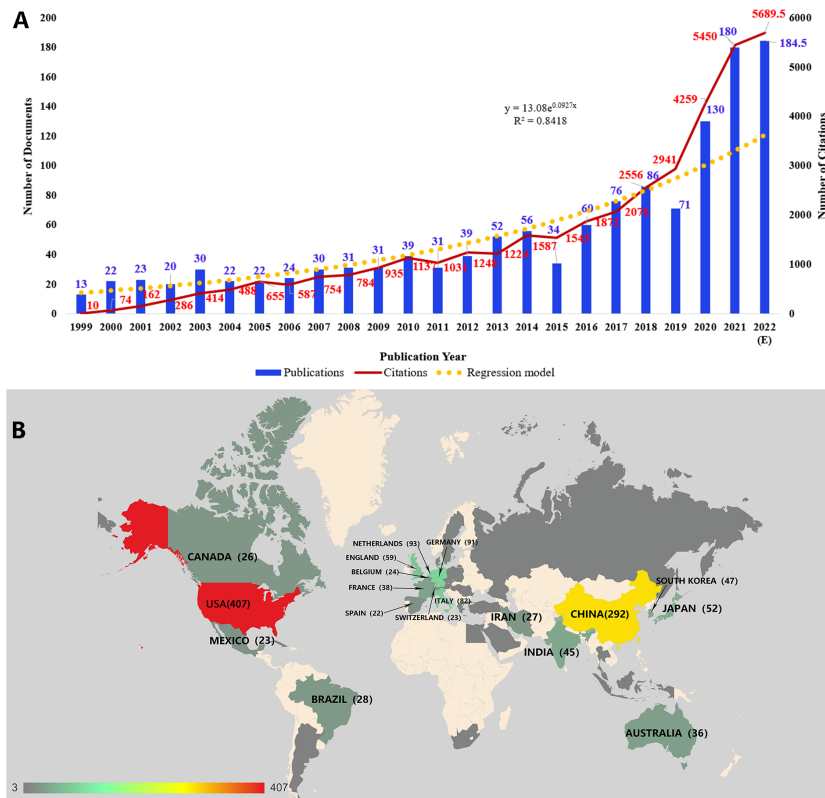 A
Number of Documents
200
180
160
140
120
100
80
60
40
20
0
6000
5000
4000
3000
2000
1000
0
Number of Citations
y = 13.08e^0.0927x
R² = 0.8418
13 22 23 20 30 22 22 24 30 31 31 39 31 39 52 56 34 60 76 86 71 130 180 184.5
10 74 162 286 414 488 655 587 754 784 935 1031 1248 1587 2556 2941 4259 5450 5689.5
1999 2000 2001 2002 2003 2004 2005 2006 2007 2008 2009 2010 2011 2012 2013 2014 2015 2016 2017 2018 2019 2020 2021 2022
(E)
Publication Year
Publications Citations Regression model
B
CANADA (26)
USA(407)
MEXICO (23)
BRAZIL (28)
NETHERLANDS (93)
GERMANY (91)
ENGLAND (59)
BELGIUM (24)
FRANCE (38)
ITALY (82)
SPAIN (22)
SWITZERLAND (23)
IRAN (27)
INDIA (45)
CHINA(292)
SOUTH KOREA (47)
JAPAN (52)
AUSTRALIA (36)
3 407